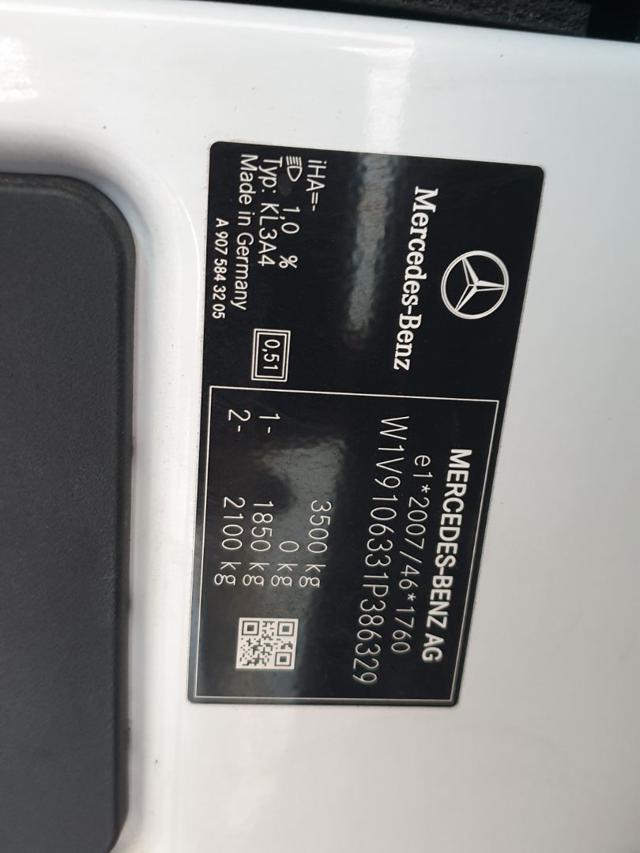 Mercedes-Benz
iHA=-
1,0 %
Typ: KL3A4
Made in Germany
A 907 584 32 05
0,51
MERCEDES-BENZ AG
e1*2007/46*1760
W1V9106331P386329
3500 kg
0 kg
1- 1850 kg
2- 2100 kg